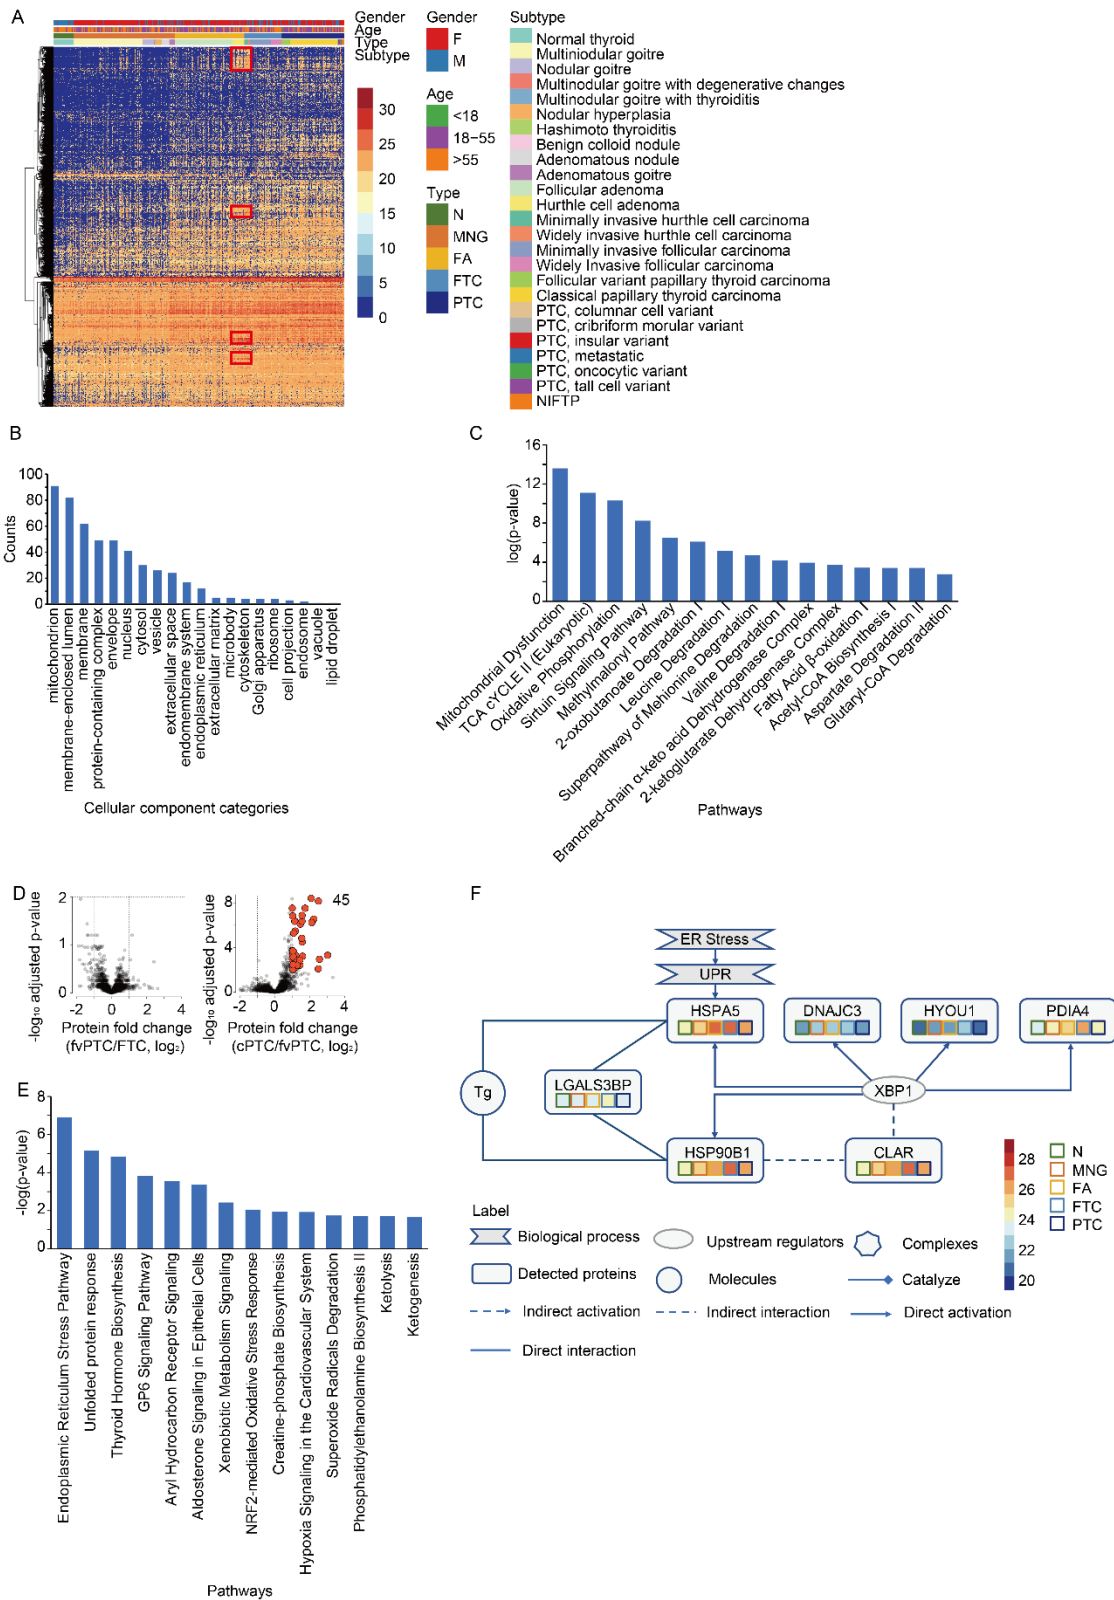 A
Gender
Age
Type
Subtype
30
25
20
15
10
5
0
Gender
F
M
Age
<18
18–55
>55
Type
N
MNG
FA
FTC
PTC
Subtype
Normal thyroid
Multiniodular goitre
Nodular goitre
Multinodular goitre with degenerative changes
Multinodular goitre with thyroiditis
Nodular hyperplasia
Hashimoto thyroiditis
Benign colloid nodule
Adenomatous nodule
Adenomatous goitre
Follicular adenoma
Hurthle cell adenoma
Minimally invasive hurthle cell carcinoma
Widely invasive hurthle cell carcinoma
Minimally invasive follicular carcinoma
Widely Invasive follicular carcinoma
Follicular variant papillary thyroid carcinoma
Classical papillary thyroid carcinoma
PTC, columnar cell variant
PTC, cribriform morular variant
PTC, insular variant
PTC, metastatic
PTC, oncocytic variant
PTC, tall cell variant
NIFTP
B
Counts
100
80
60
40
20
0
mitochondrion
membrane-enclosed lumen
membrane
protein-containing complex
envelope
nucleus
cytosol
vesicle
extracellular space
endomembrane system
endoplasmic reticulum
extracellular matrix
microbody
cytoskeleton
Golgi apparatus
ribosome
cell projection
endosome
vacuole
lipid droplet
Cellular component categories
C
log(p-value)
16
12
8
4
0
Mitochondrial Dysfunction
TCA cYCLE II (Eukaryotic)
Oxidative Phosphorylation
Sirtuin Signaling Pathway
Methylmalonyl Pathway
2-oxobutanoate Degradation I
Leucine Degradation I
Superpathway of Mehionine Degradation
Valine Degradation I
Branched-chain α-keto acid Dehydrogenase Complex
2-ketoglutarate Dehydrogenase Complex
Fatty Acid β-oxidation I
Acetyl-CoA Biosynthesis I
Aspartate Degradation II
Glutaryl-CoA Degradation
Pathways
D
-log₁₀ adjusted p-value
2
1
0
-2 0 2 4
Protein fold change
(fvPTC/FTC, log₂)
-log₁₀ adjusted p-value
8
4
0
45
-2 0 2 4
Protein fold change
(cPTC/fvPTC, log₂)
E
-log(p-value)
8
6
4
2
0
Endoplasmic Reticulum Stress Pathway
Unfolded protein response
Thyroid Hormone Biosynthesis
GP6 Signaling Pathway
Aryl Hydrocarbon Receptor Signaling
Aldosterone Signaling in Epithelial Cells
Xenobiotic Metabolism Signaling
NRF2-mediated Oxidative Stress Response
Creatine-phosphate Biosynthesis
Hypoxia Signaling in the Cardiovascular System
Superoxide Radicals Degradation
Phosphatidylethanolamine Biosynthesis II
Ketolysis
Ketogenesis
Pathways
F
ER Stress
UPR
HSPA5
DNAJC3
HYOU1
PDIA4
Tg
LGALS3BP
XBP1
HSP90B1
CLAR
28
26
24
22
20
N
MNG
FA
FTC
PTC
Label
Biological process
Upstream regulators
Complexes
Detected proteins
Molecules
Catalyze
Indirect activation
Indirect interaction
Direct activation
Direct interaction